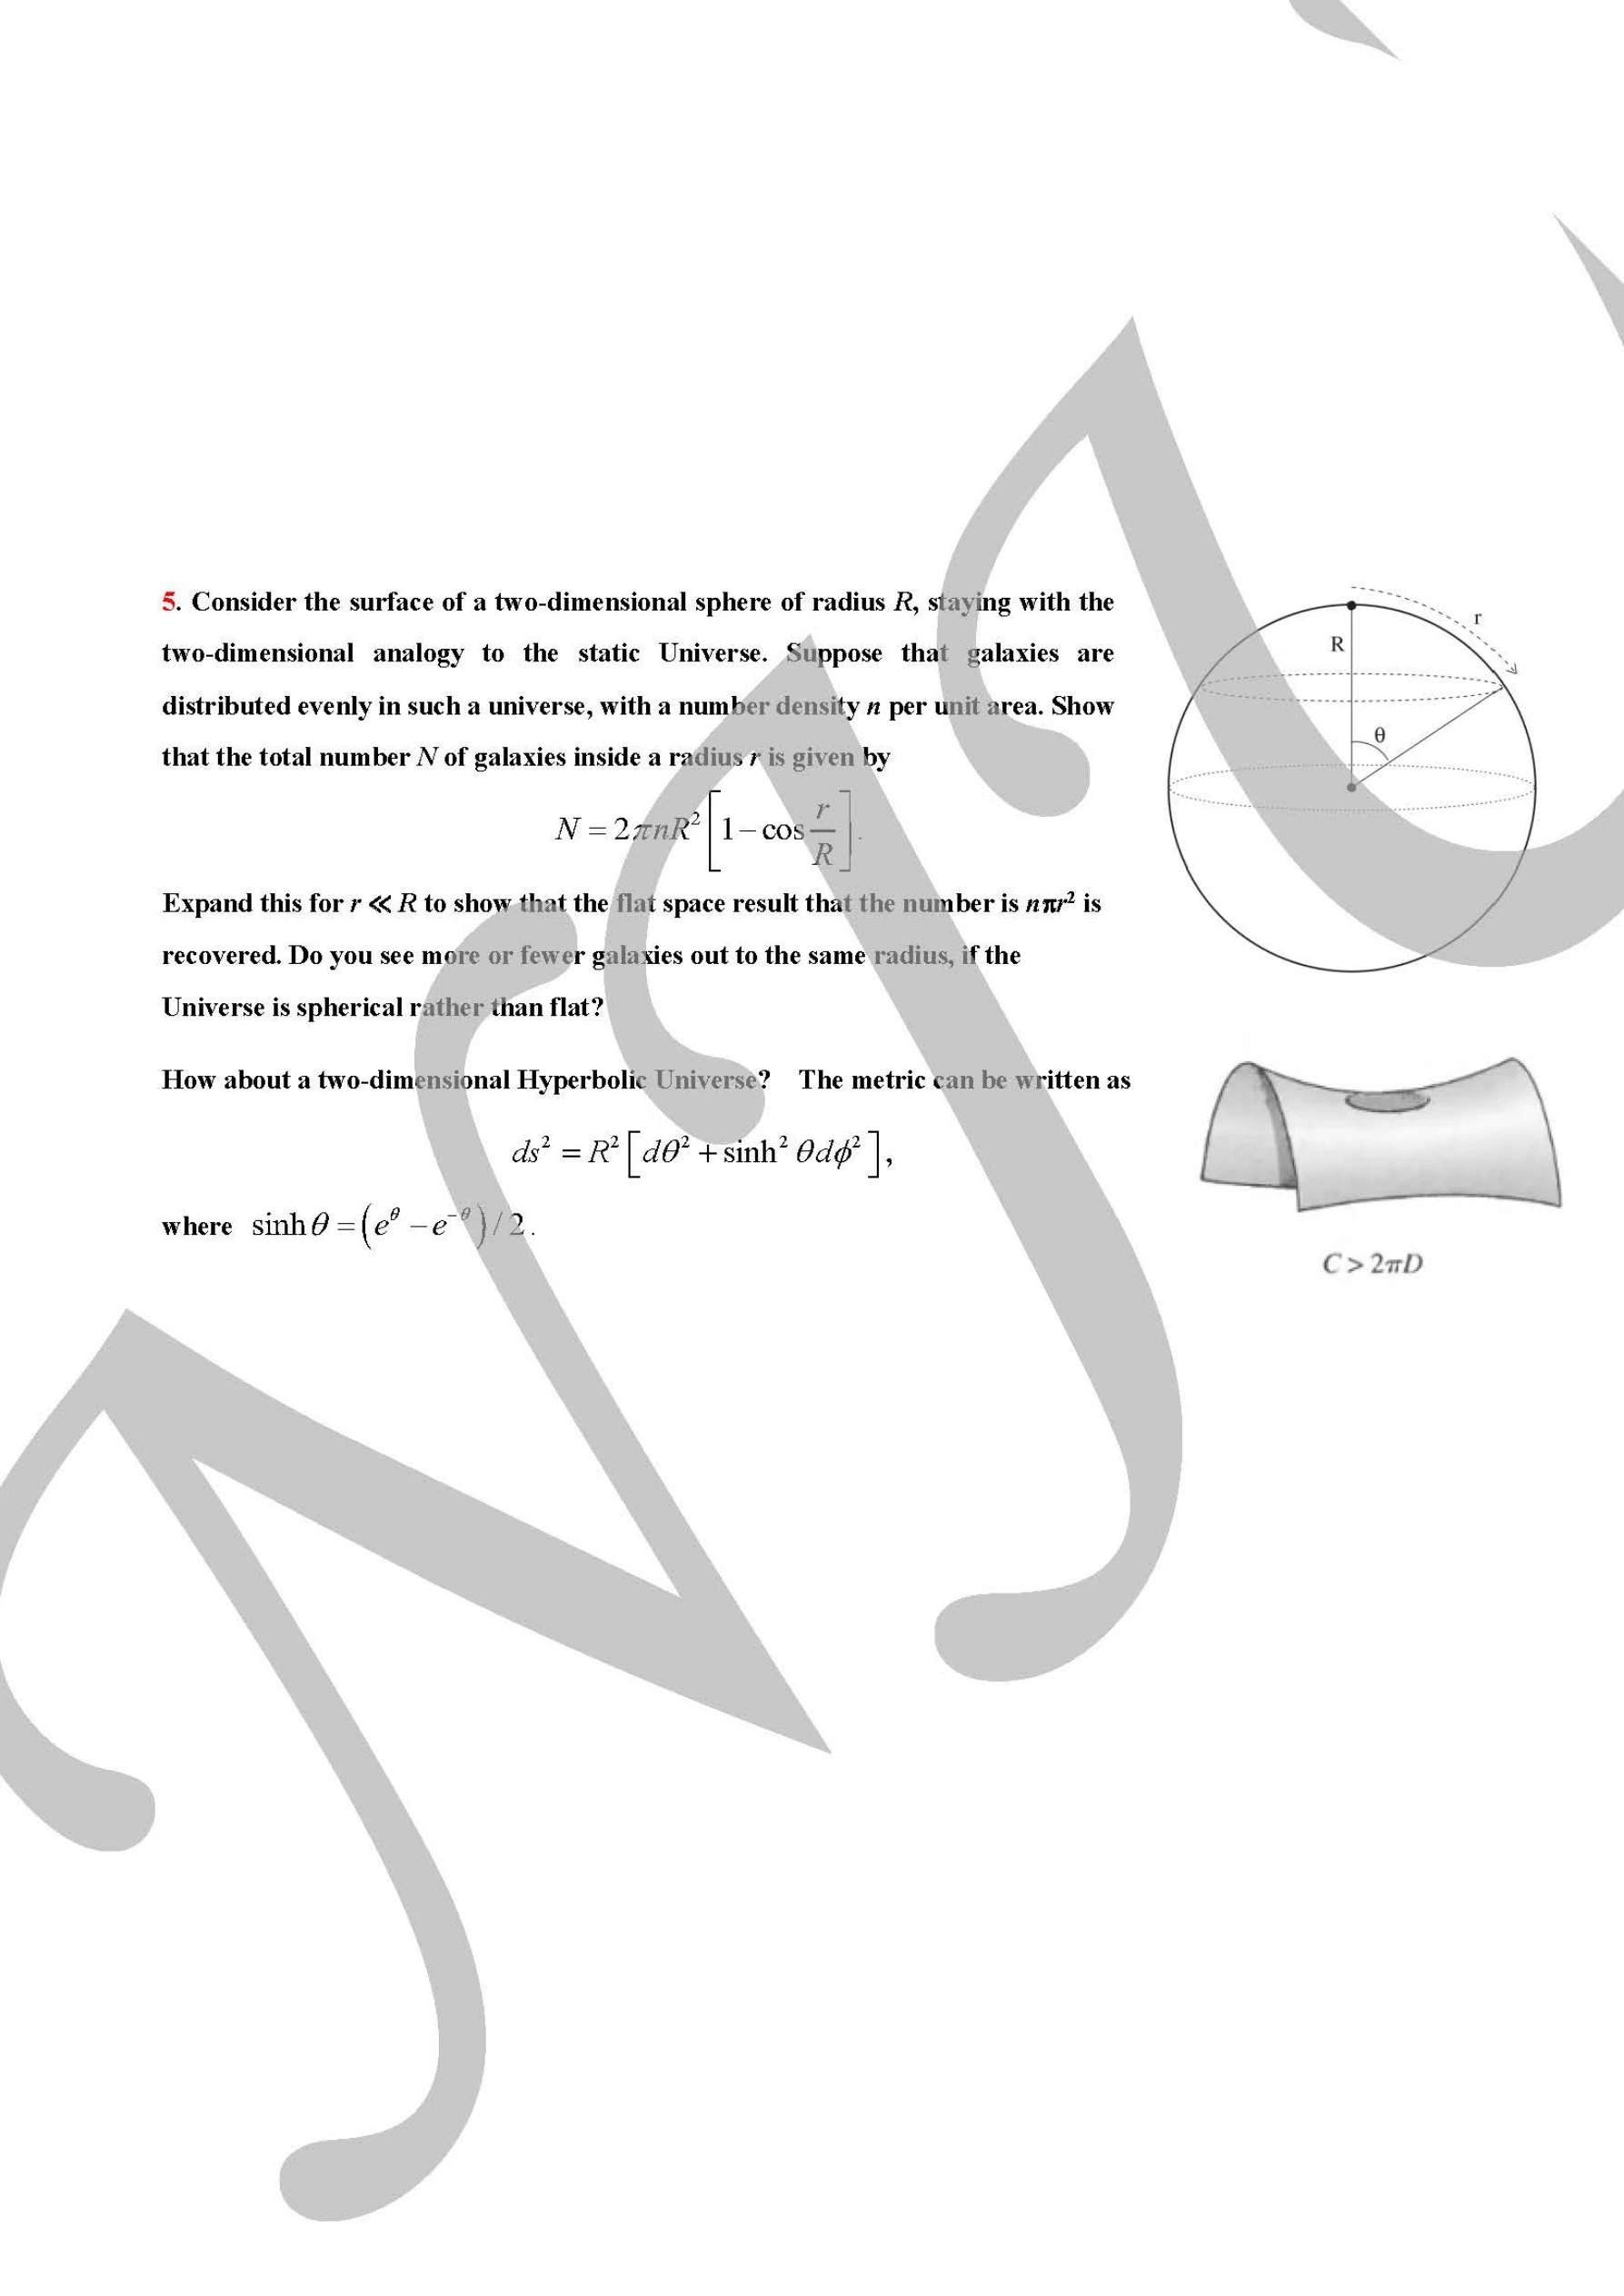 5. Consider the surface of a two-dimensional sphere of radius R, staying with the
two-dimensional analogy to the static Universe. Suppose that galaxies are
distributed evenly in such a universe, with a number density n per unit area. Show
that the total number N of galaxies inside a radius r is given by
N = 2πnR² [1 − cos r/R].
Expand this for r ≪ R to show that the flat space result that the number is nπr² is
recovered. Do you see more or fewer galaxies out to the same radius, if the
Universe is spherical rather than flat?
How about a two-dimensional Hyperbolic Universe? The metric can be written as
ds² = R² [dθ² + sinh² θdϕ²],
where sinh θ = (e^θ − e^−θ) / 2.
r
R
θ
C > 2πD